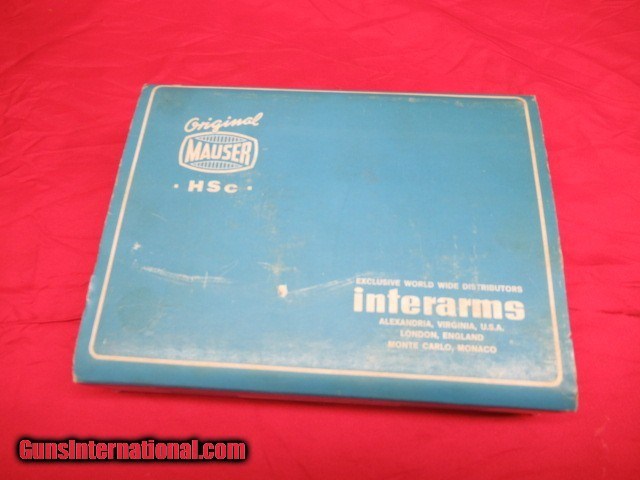 Original
MAUSER
· HSc ·
EXCLUSIVE WORLD WIDE DISTRIBUTORS
interarms
ALEXANDRIA, VIRGINIA, U.S.A.
LONDON, ENGLAND
MONTE CARLO, MONACO
GunsInternational.com